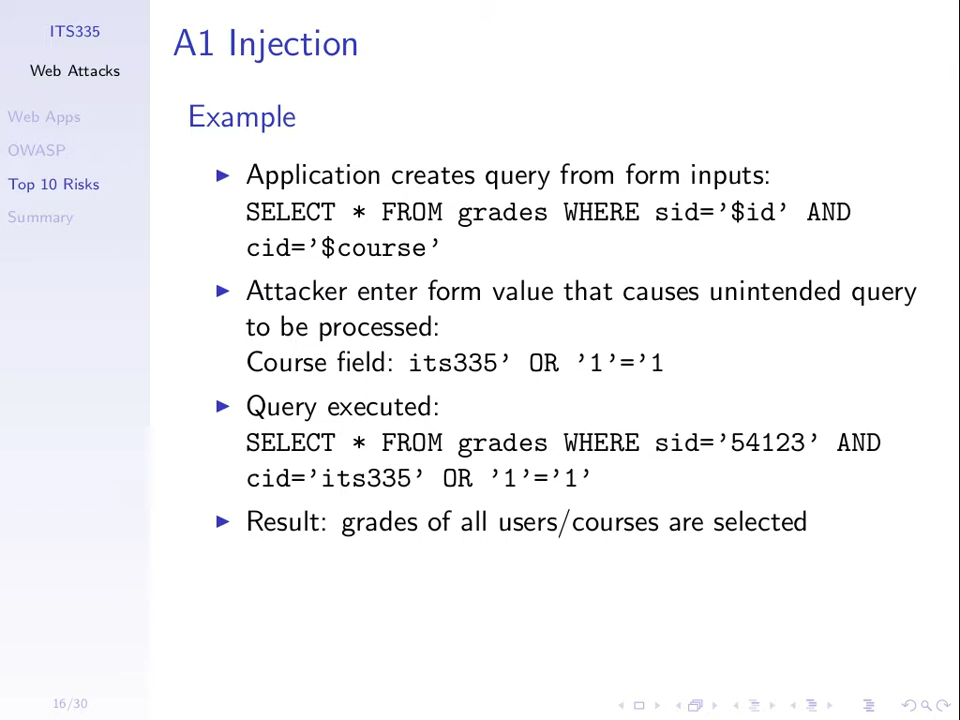 ITS335
Web Attacks
Web Apps
OWASP
Top 10 Risks
Summary
16/30
A1 Injection
Example
Application creates query from form inputs:
SELECT * FROM grades WHERE sid=’$id’ AND
cid=’$course’
Attacker enter form value that causes unintended query
to be processed:
Course field: its335’ OR ’1’=’1
Query executed:
SELECT * FROM grades WHERE sid=’54123’ AND
cid=’its335’ OR ’1’=’1’
Result: grades of all users/courses are selected